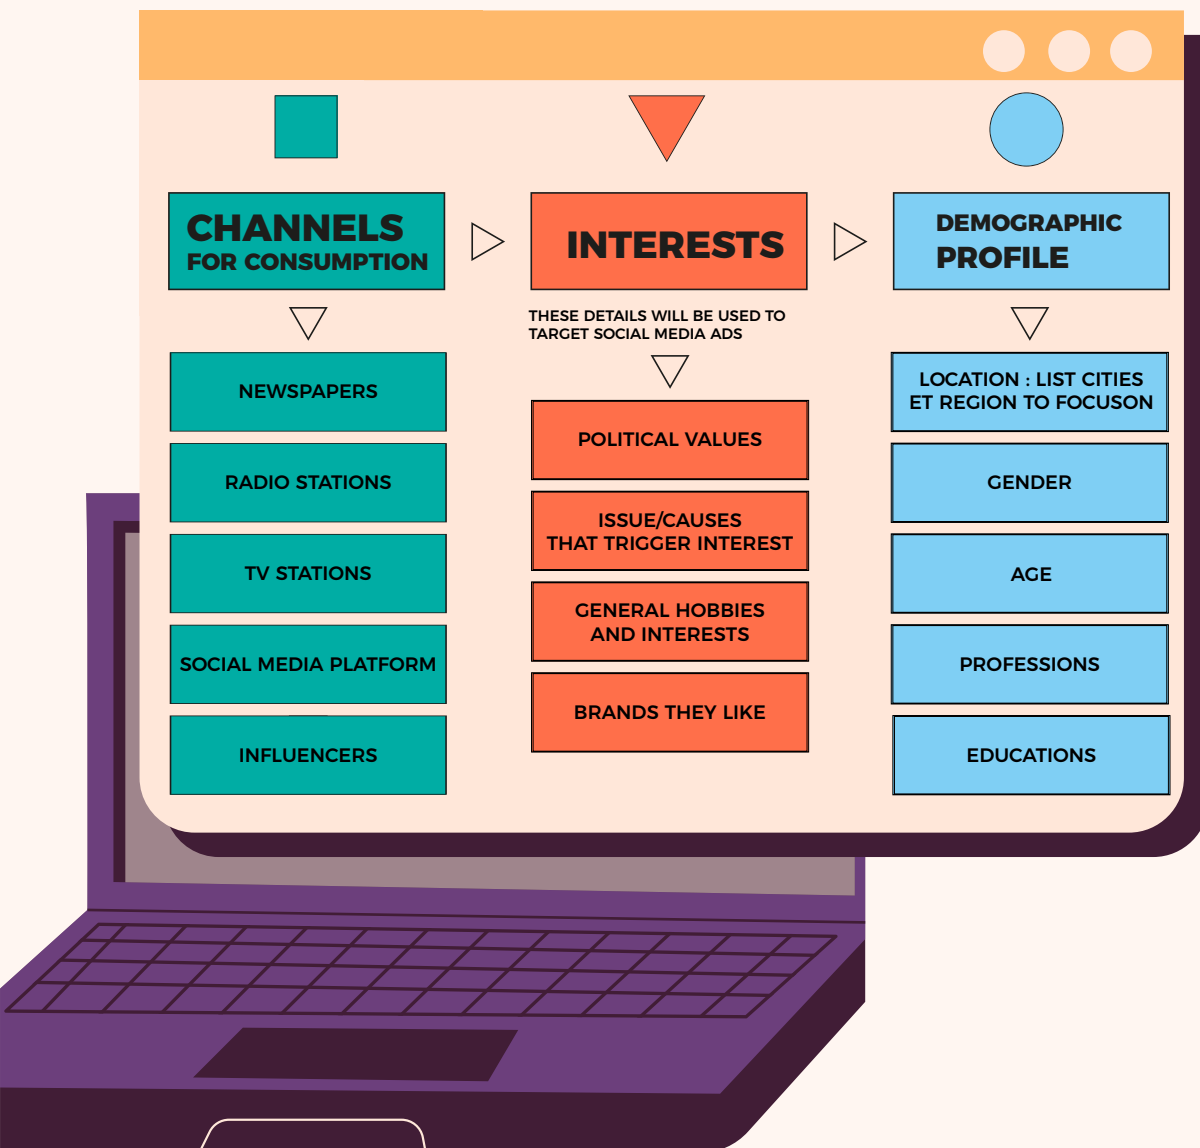 CHANNELS
FOR CONSUMPTION
NEWSPAPERS
RADIO STATIONS
TV STATIONS
SOCIAL MEDIA PLATFORM
INFLUENCERS
INTERESTS
THESE DETAILS WILL BE USED TO
TARGET SOCIAL MEDIA ADS
POLITICAL VALUES
ISSUE/CAUSES
THAT TRIGGER INTEREST
GENERAL HOBBIES
AND INTERESTS
BRANDS THEY LIKE
DEMOGRAPHIC
PROFILE
LOCATION : LIST CITIES
ET REGION TO FOCUSON
GENDER
AGE
PROFESSIONS
EDUCATIONS